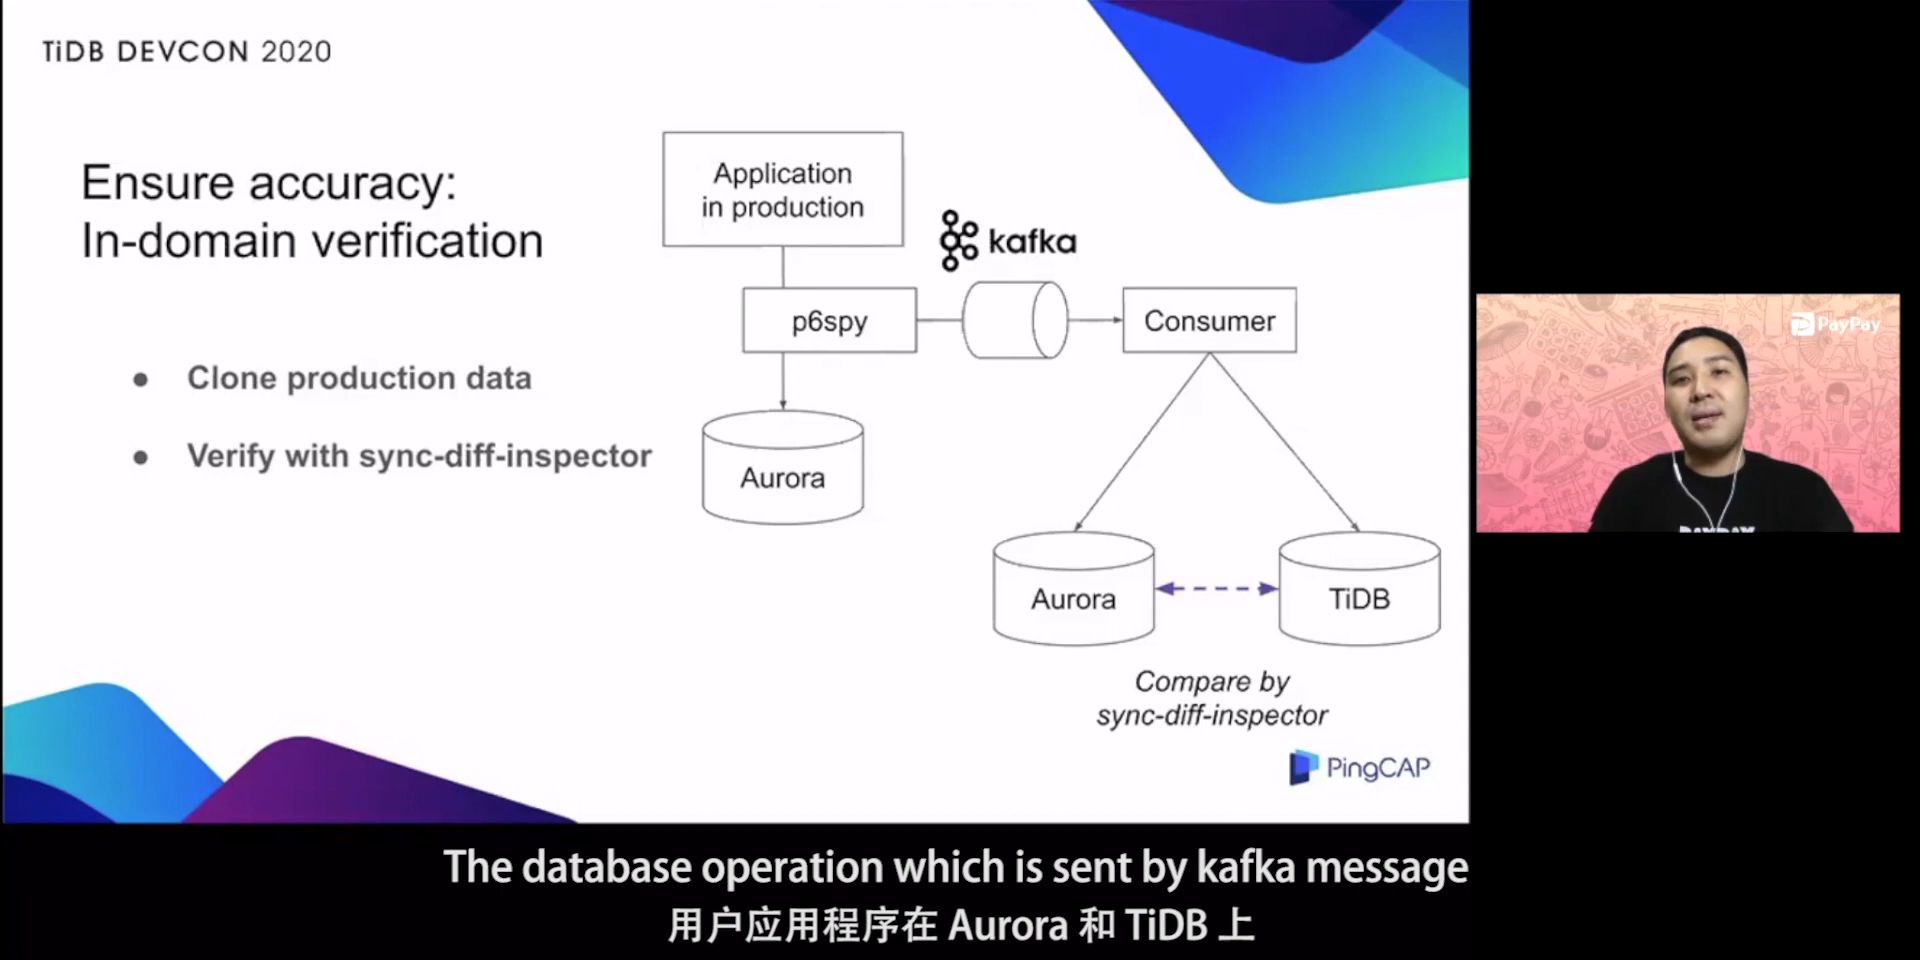 TiDB DEVCON 2020
Ensure accuracy:
In-domain verification
Clone production data
Verify with sync-diff-inspector
Application
in production
kafka
p6spy
Consumer
Aurora
Aurora
TiDB
Compare by
sync-diff-inspector
PingCAP
PayPay
The database operation which is sent by kafka message
用户应用程序在 Aurora 和 TiDB 上